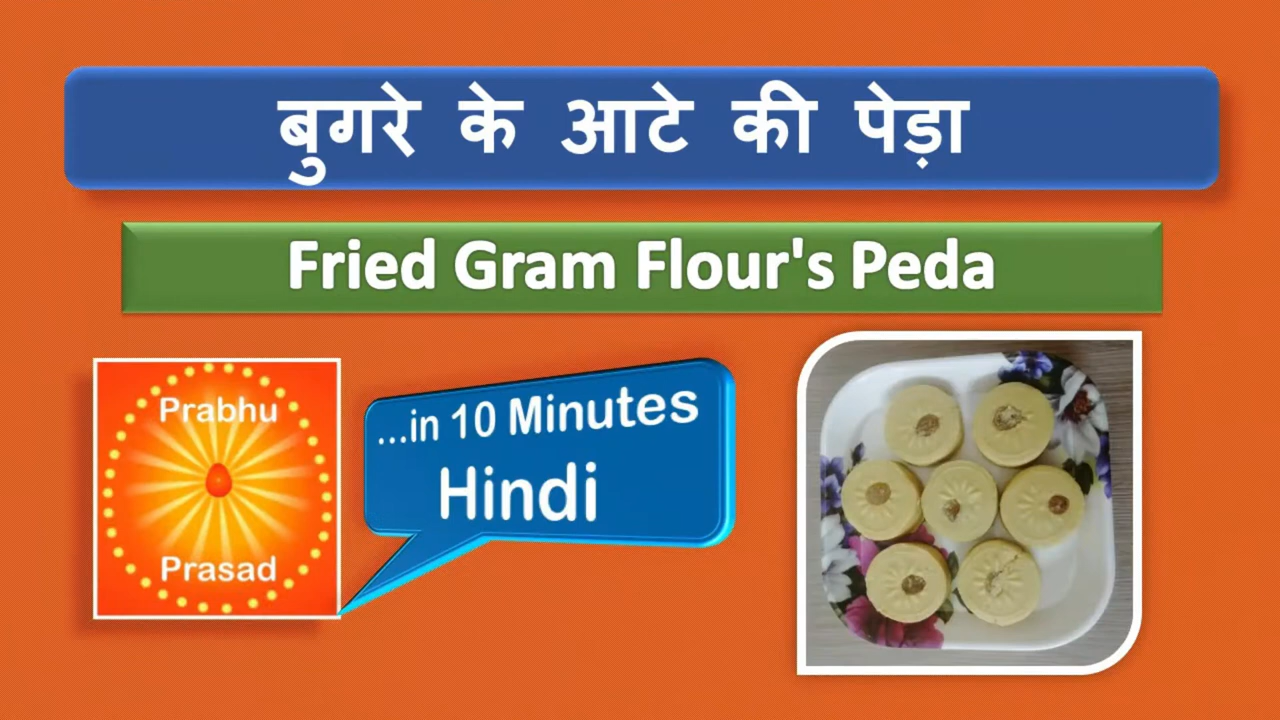 बुगरे के आटे की पेड़ा
Fried Gram Flour's Peda
Prabhu
Prasad
...in 10 Minutes
Hindi